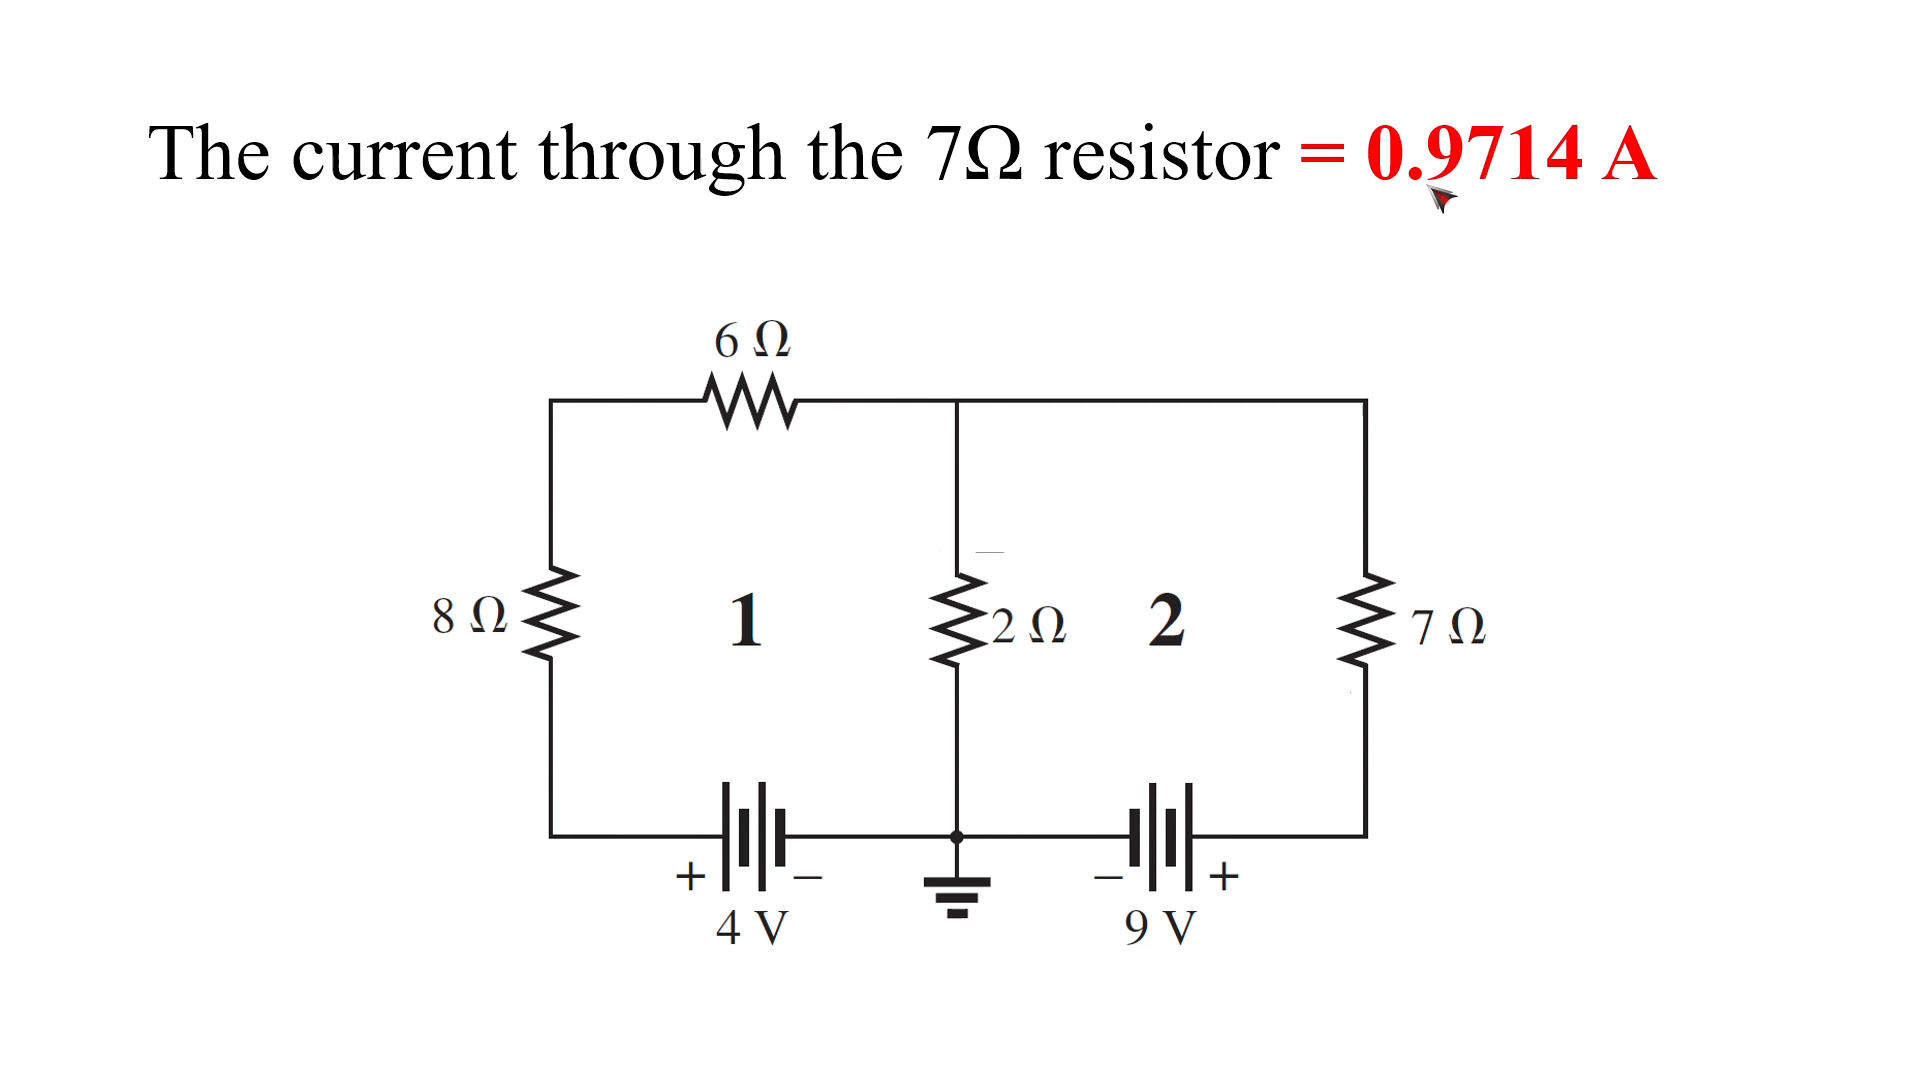 The current through the 7Ω resistor = 0.9714 A
6 Ω
8 Ω
1
2 Ω
2
7 Ω
+ − − +
4 V
9 V